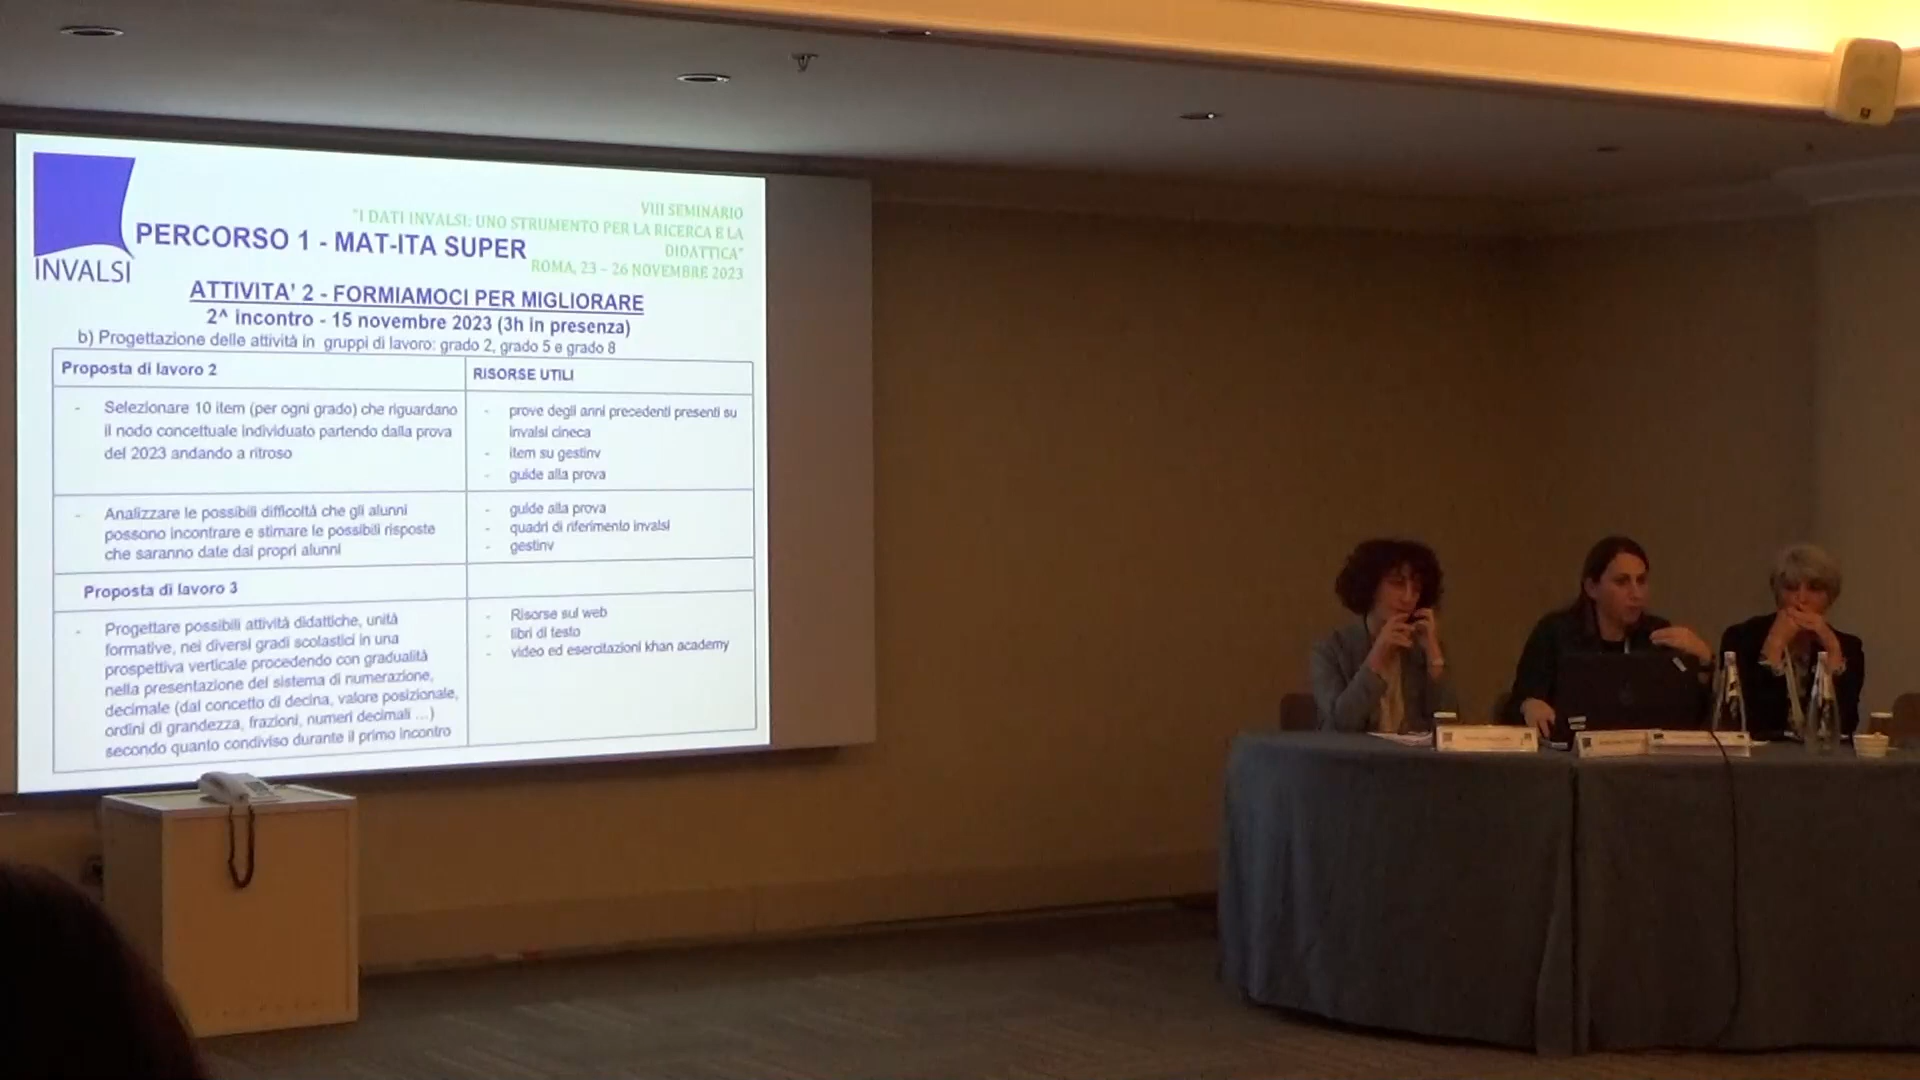 VIII SEMINARIO
"I DATI INVALSI: UNO STRUMENTO PER LA RICERCA E LA
DIDATTICA"
ROMA, 23 – 26 NOVEMBRE 2023
INVALSI
PERCORSO 1 - MAT-ITA SUPER
ATTIVITA' 2 - FORMIAMOCI PER MIGLIORARE
2^ incontro - 15 novembre 2023 (3h in presenza)
b) Progettazione delle attività in gruppi di lavoro: grado 2, grado 5 e grado 8
Proposta di lavoro 2
RISORSE UTILI
- Selezionare 10 item (per ogni grado) che riguardano
il nodo concettuale individuato partendo dalla prova
del 2023 andando a ritroso
- prove degli anni precedenti presenti su
invalsi cineca
- item su gestinv
- guide alla prova
- Analizzare le possibili difficoltà che gli alunni
possono incontrare e stimare le possibili risposte
che saranno date dai propri alunni
- guide alla prova
- quadri di riferimento invalsi
- gestinv
Proposta di lavoro 3
- Progettare possibili attività didattiche, unità
formative, nei diversi gradi scolastici in una
prospettiva verticale procedendo con gradualità
nella presentazione del sistema di numerazione,
decimale (dal concetto di decina, valore posizionale,
ordini di grandezza, frazioni, numeri decimali ...)
secondo quanto condiviso durante il primo incontro
- Risorse sul web
- libri di testo
- video ed esercitazioni khan academy